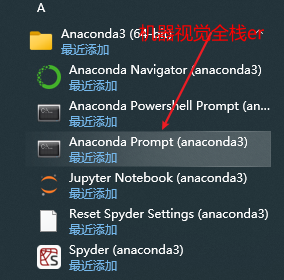 A
Anaconda3 (64-bit)
机器视觉全栈er
最近添加
Anaconda Navigator (anaconda3)
最近添加
Anaconda Powershell Prompt (an...
最近添加
Anaconda Prompt (anaconda3)
最近添加
Jupyter Notebook (anaconda3)
最近添加
Reset Spyder Settings (anaconda3)
最近添加
Spyder (anaconda3)
最近添加